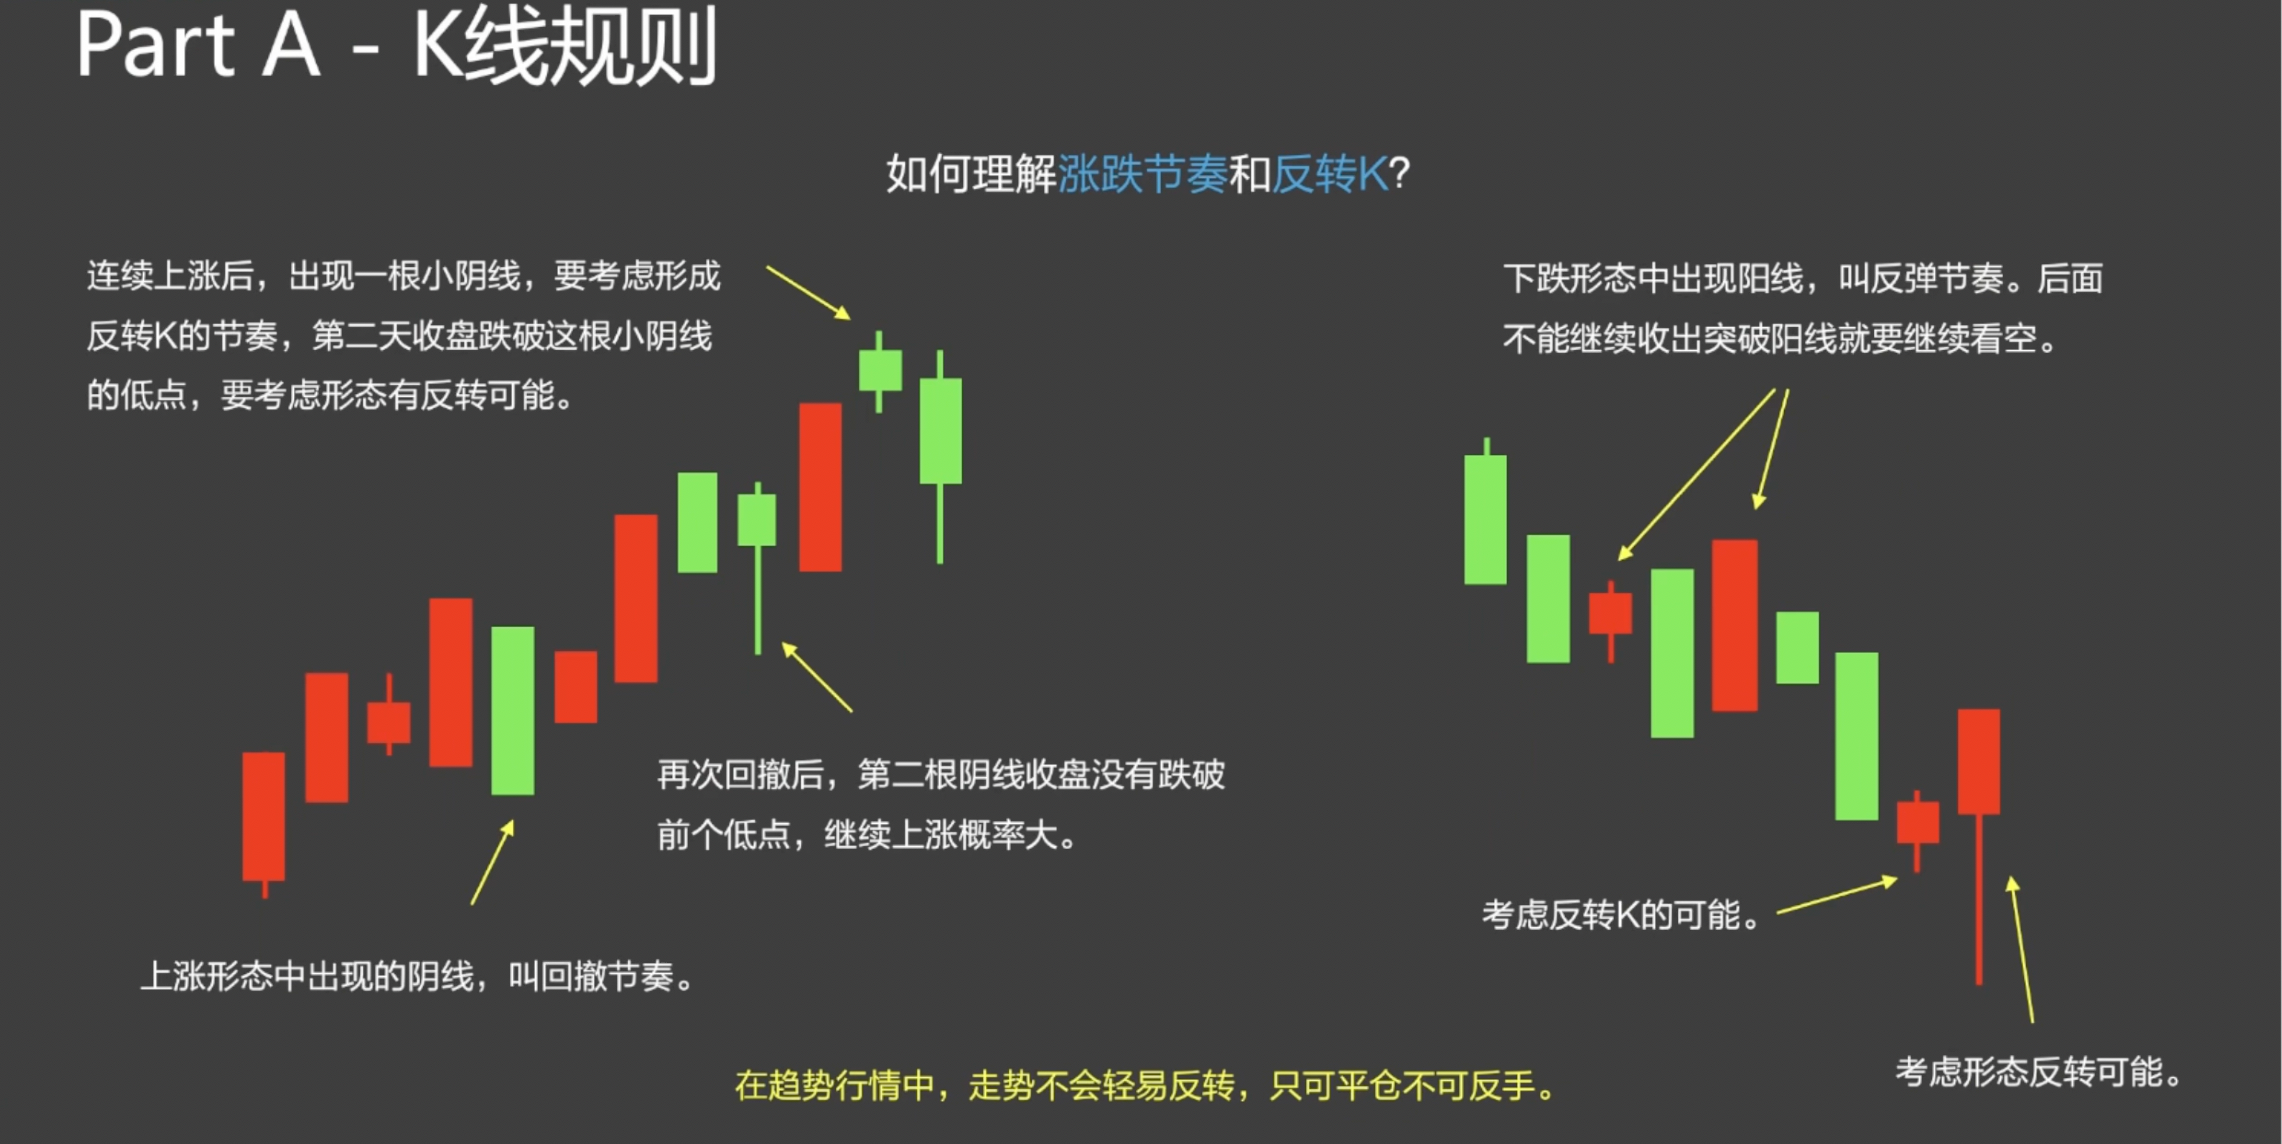 Part A - K线规则
如何理解涨跌节奏和反转K?
连续上涨后，出现一根小阴线，要考虑形成
反转K的节奏，第二天收盘跌破这根小阴线
的低点，要考虑形态有反转可能。
下跌形态中出现阳线，叫反弹节奏。后面
不能继续收出突破阳线就要继续看空。
再次回撤后，第二根阴线收盘没有跌破
前个低点，继续上涨概率大。
考虑反转K的可能。
上涨形态中出现的阴线，叫回撤节奏。
考虑形态反转可能。
在趋势行情中，走势不会轻易反转，只可平仓不可反手。